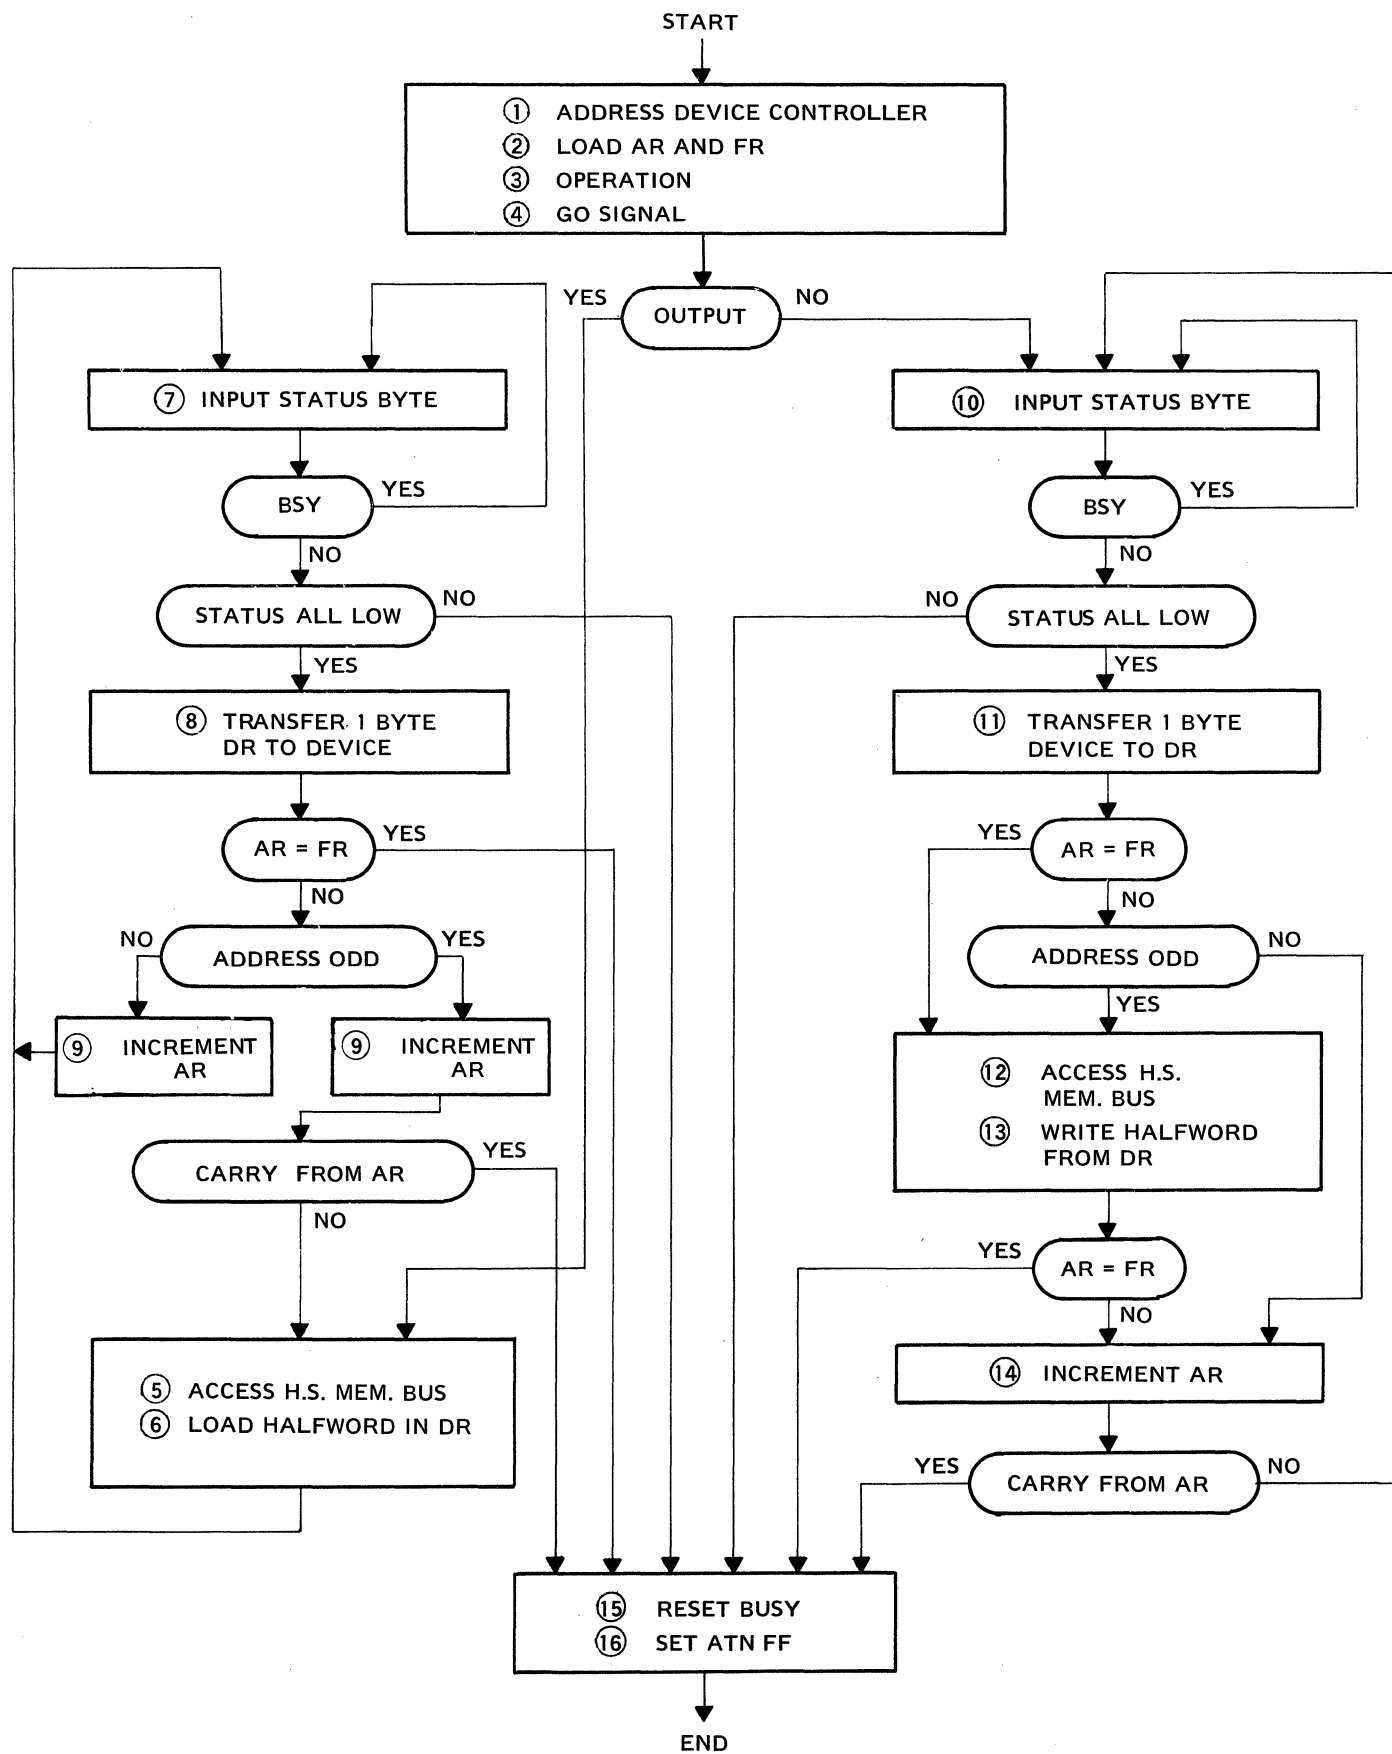 START
① ADDRESS DEVICE CONTROLLER
② LOAD AR AND FR
③ OPERATION
④ GO SIGNAL
YES
OUTPUT
NO
⑦ INPUT STATUS BYTE
BSY
YES
NO
STATUS ALL LOW
NO
YES
⑧ TRANSFER 1 BYTE
DR TO DEVICE
AR = FR
YES
NO
NO
ADDRESS ODD
YES
⑨ INCREMENT
AR
⑨ INCREMENT
AR
CARRY FROM AR
YES
NO
⑤ ACCESS H.S. MEM. BUS
⑥ LOAD HALFWORD IN DR
⑩ INPUT STATUS BYTE
BSY
YES
NO
NO
STATUS ALL LOW
YES
⑪ TRANSFER 1 BYTE
DEVICE TO DR
YES
AR = FR
NO
ADDRESS ODD
NO
YES
⑫ ACCESS H.S.
MEM. BUS
⑬ WRITE HALFWORD
FROM DR
YES
AR = FR
NO
⑭ INCREMENT AR
YES
CARRY FROM AR
NO
⑮ RESET BUSY
⑯ SET ATN FF
END